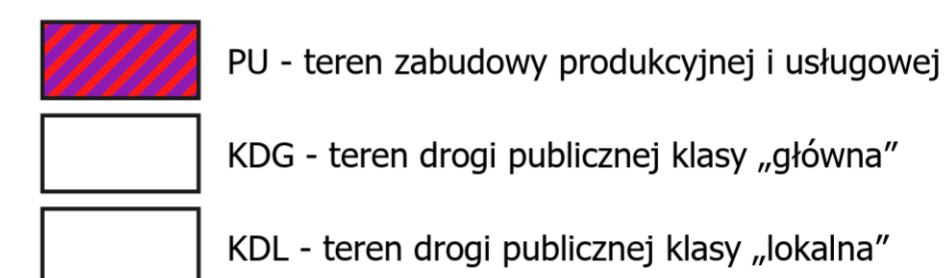 PU - teren zabudowy produkcyjnej i usługowej
KDG - teren drogi publicznej klasy „główna”
KDL - teren drogi publicznej klasy „lokalna”